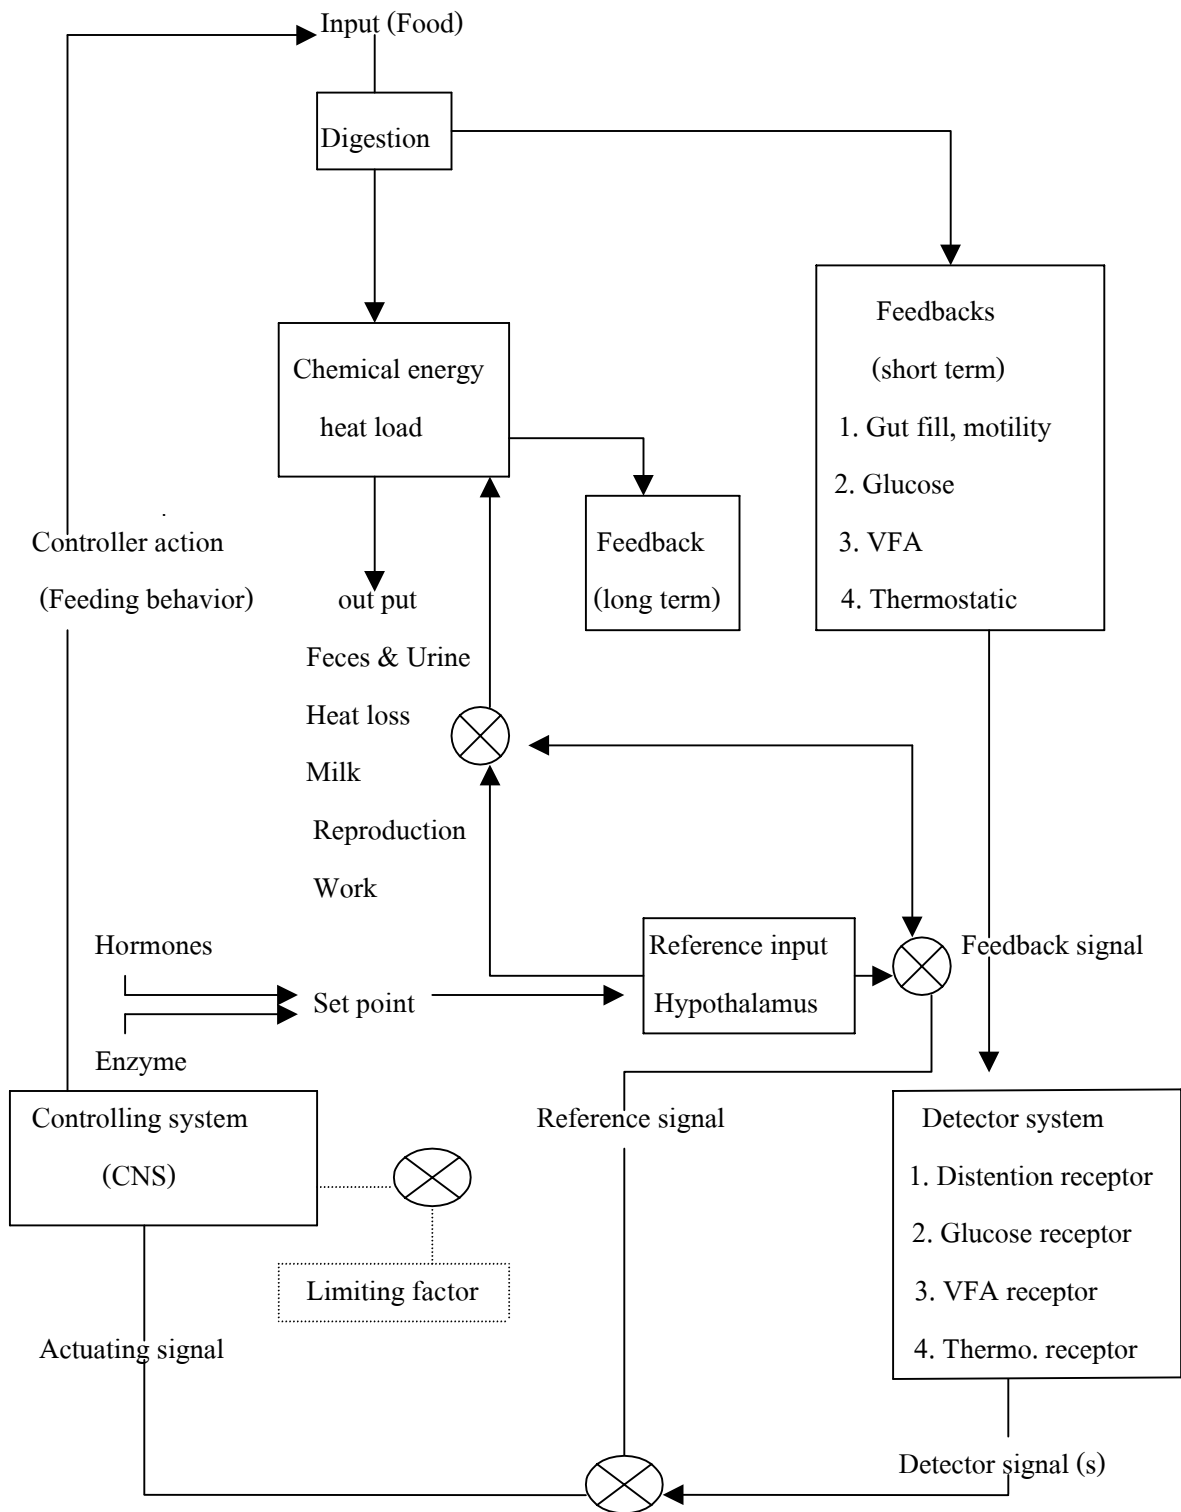 Input (Food)
Digestion
Feedbacks
(short term)
1. Gut fill, motility
2. Glucose
3. VFA
4. Thermostatic
Chemical energy
heat load
Feedback
(long term)
Controller action
(Feeding behavior)
out put
Feces & Urine
Heat loss
Milk
Reproduction
Work
Hormones
Set point
Enzyme
Reference input
Hypothalamus
Feedback signal
Controlling system
(CNS)
Limiting factor
Reference signal
Detector system
1. Distention receptor
2. Glucose receptor
3. VFA receptor
4. Thermo. receptor
Actuating signal
Detector signal (s)